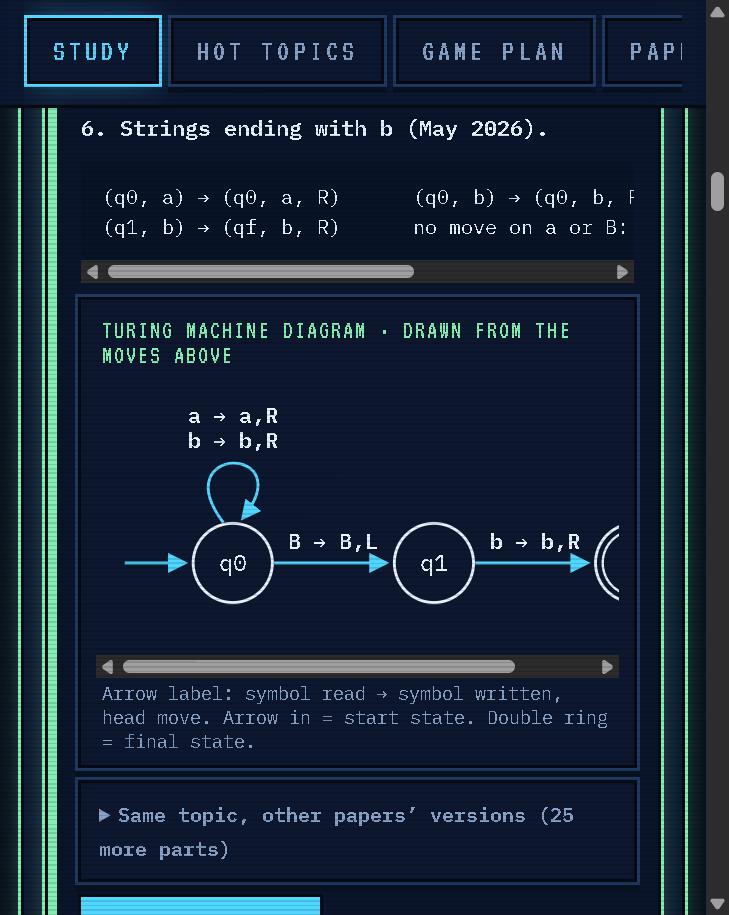 STUDY
HOT TOPICS
GAME PLAN
6. Strings ending with b (May 2026).
(q0, a) → (q0, a, R) (q0, b) → (q0, b,
(q1, b) → (qf, b, R) no move on a or B:
TURING MACHINE DIAGRAM · DRAWN FROM THE
MOVES ABOVE
a → a,R
b → b,R
B → B,L
b → b,R
q0
q1
Arrow label: symbol read → symbol written,
head move. Arrow in = start state. Double ring
= final state.
▶ Same topic, other papers’ versions (25
more parts)